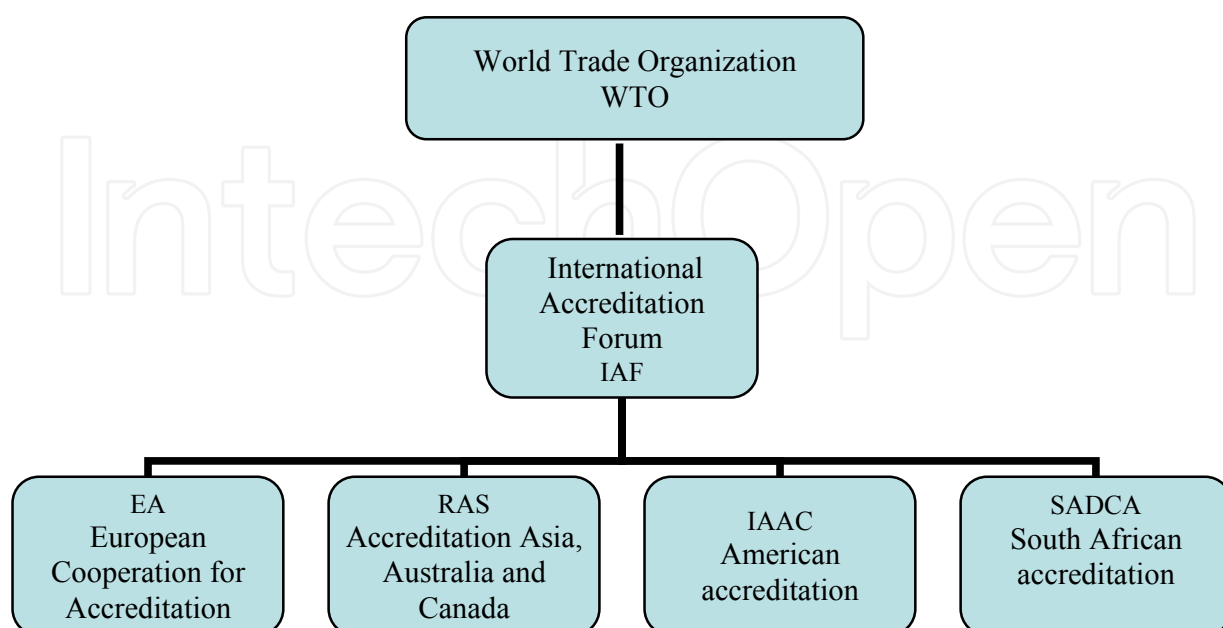 World Trade Organization
WTO
IntechOpen
International
Accreditation
Forum
IAF
EA
European
Cooperation for
Accreditation
RAS
Accreditation Asia,
Australia and
Canada
IAAC
American
accreditation
SADCA
South African
accreditation